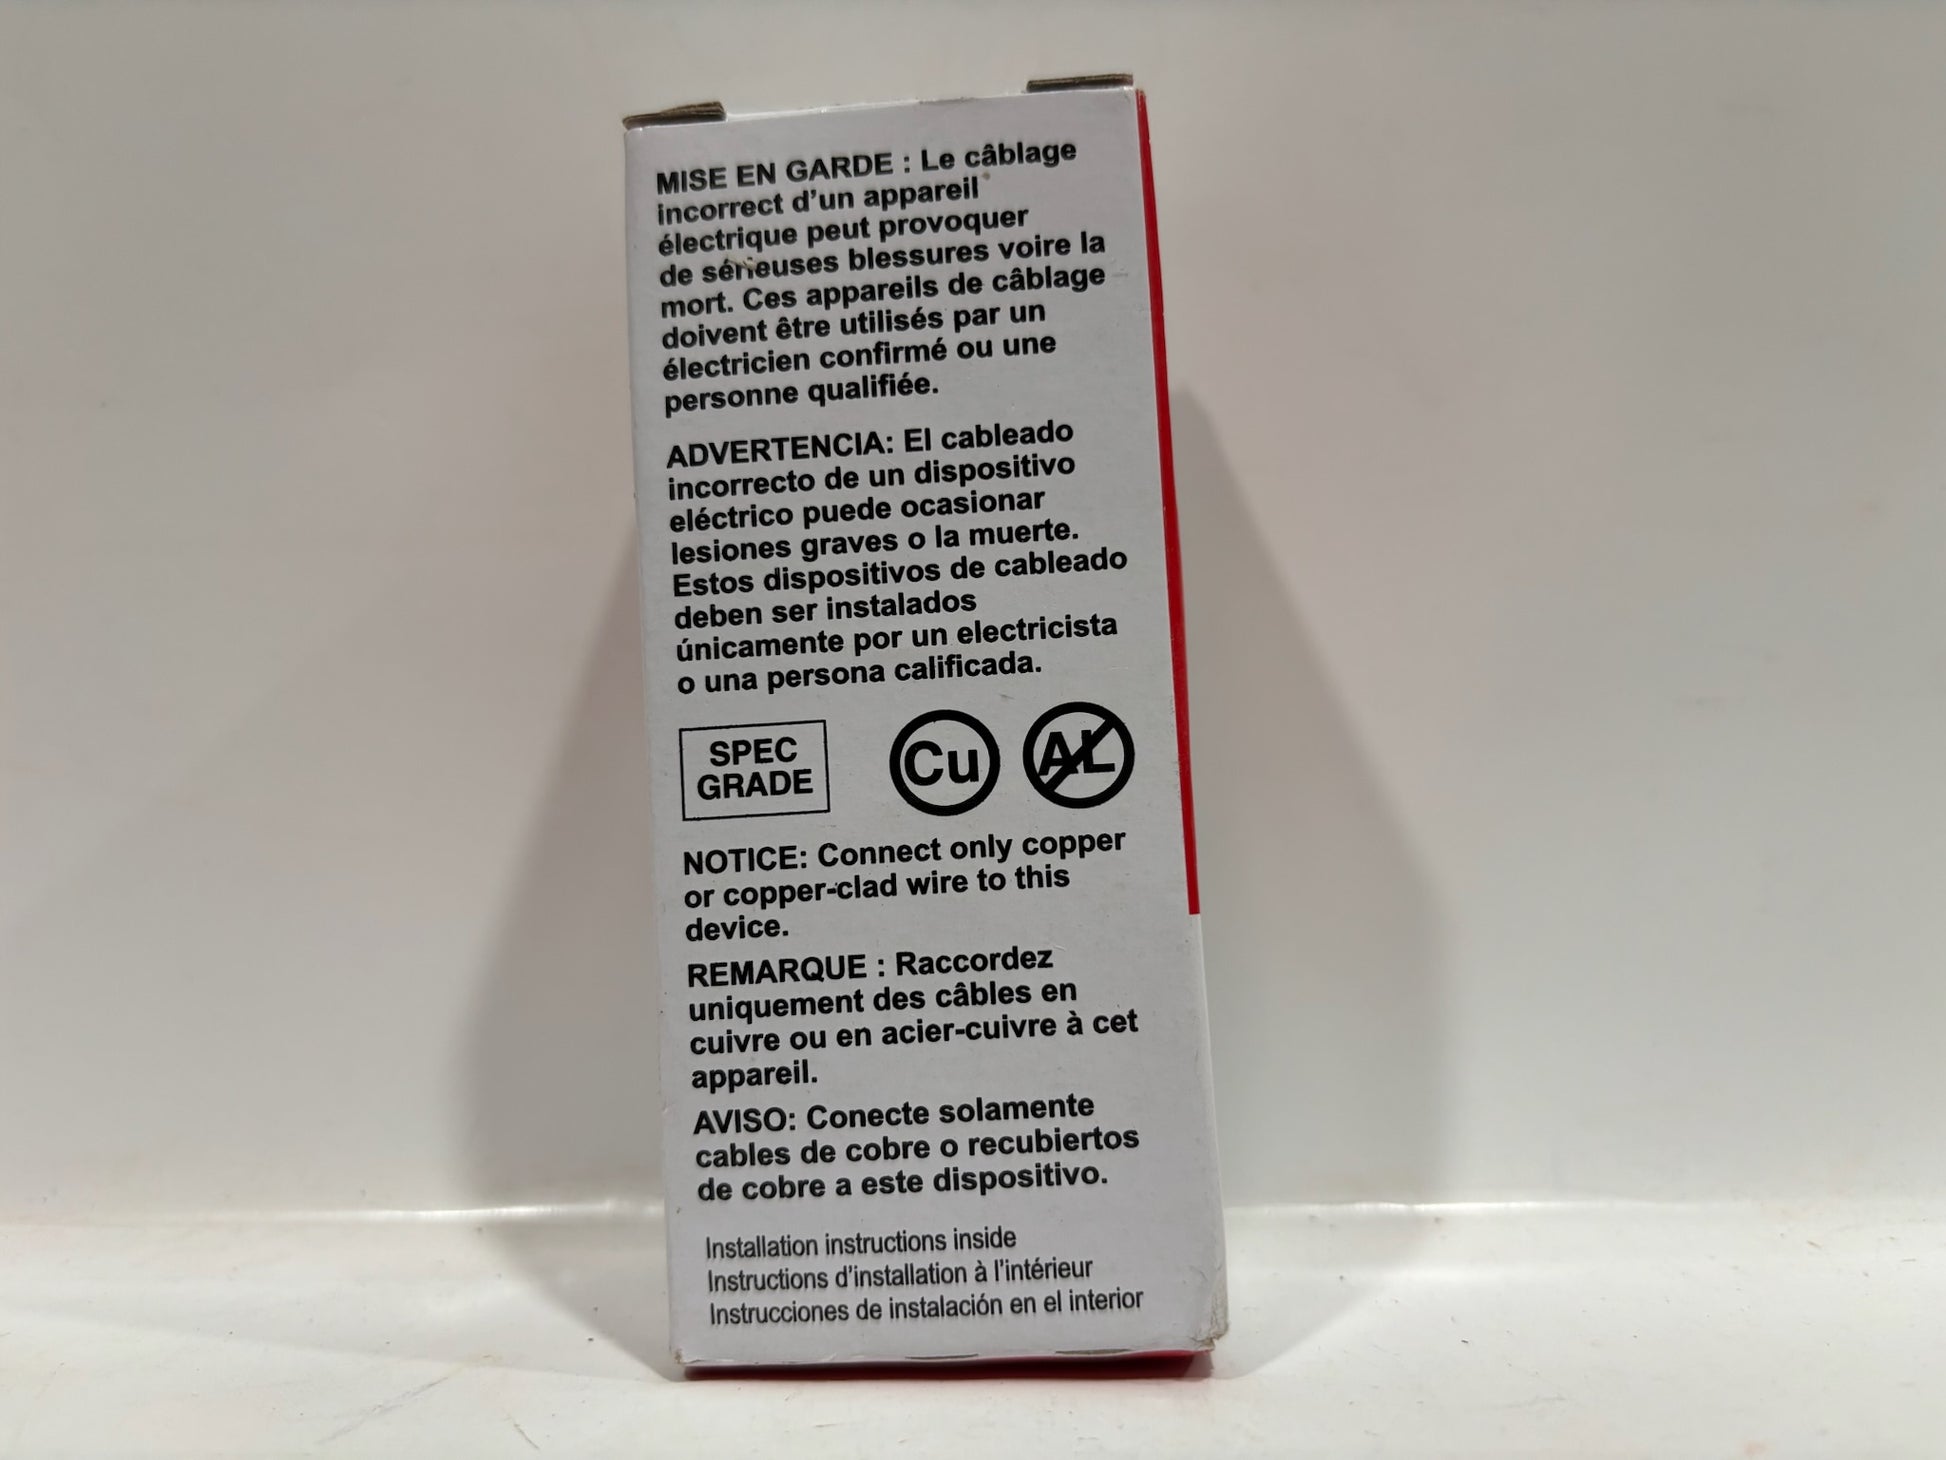 MISE EN GARDE : Le câblage
incorrect d'un appareil
électrique peut provoquer
de sérieuses blessures voire la
mort. Ces appareils de câblage
doivent être utilisés par un
électricien confirmé ou une
personne qualifiée.
ADVERTENCIA: El cableado
incorrecto de un dispositivo
eléctrico puede ocasionar
lesiones graves o la muerte.
Estos dispositivos de cableado
deben ser instalados
únicamente por un electricista
o una persona calificada.
SPEC
GRADE
Cu
AL
NOTICE: Connect only copper
or copper-clad wire to this
device.
REMARQUE : Raccordez
uniquement des câbles en
cuivre ou en acier-cuivre à cet
appareil.
AVISO: Conecte solamente
cables de cobre o recubiertos
de cobre a este dispositivo.
Installation instructions inside
Instructions d'installation à l'intérieur
Instrucciones de instalación en el interior